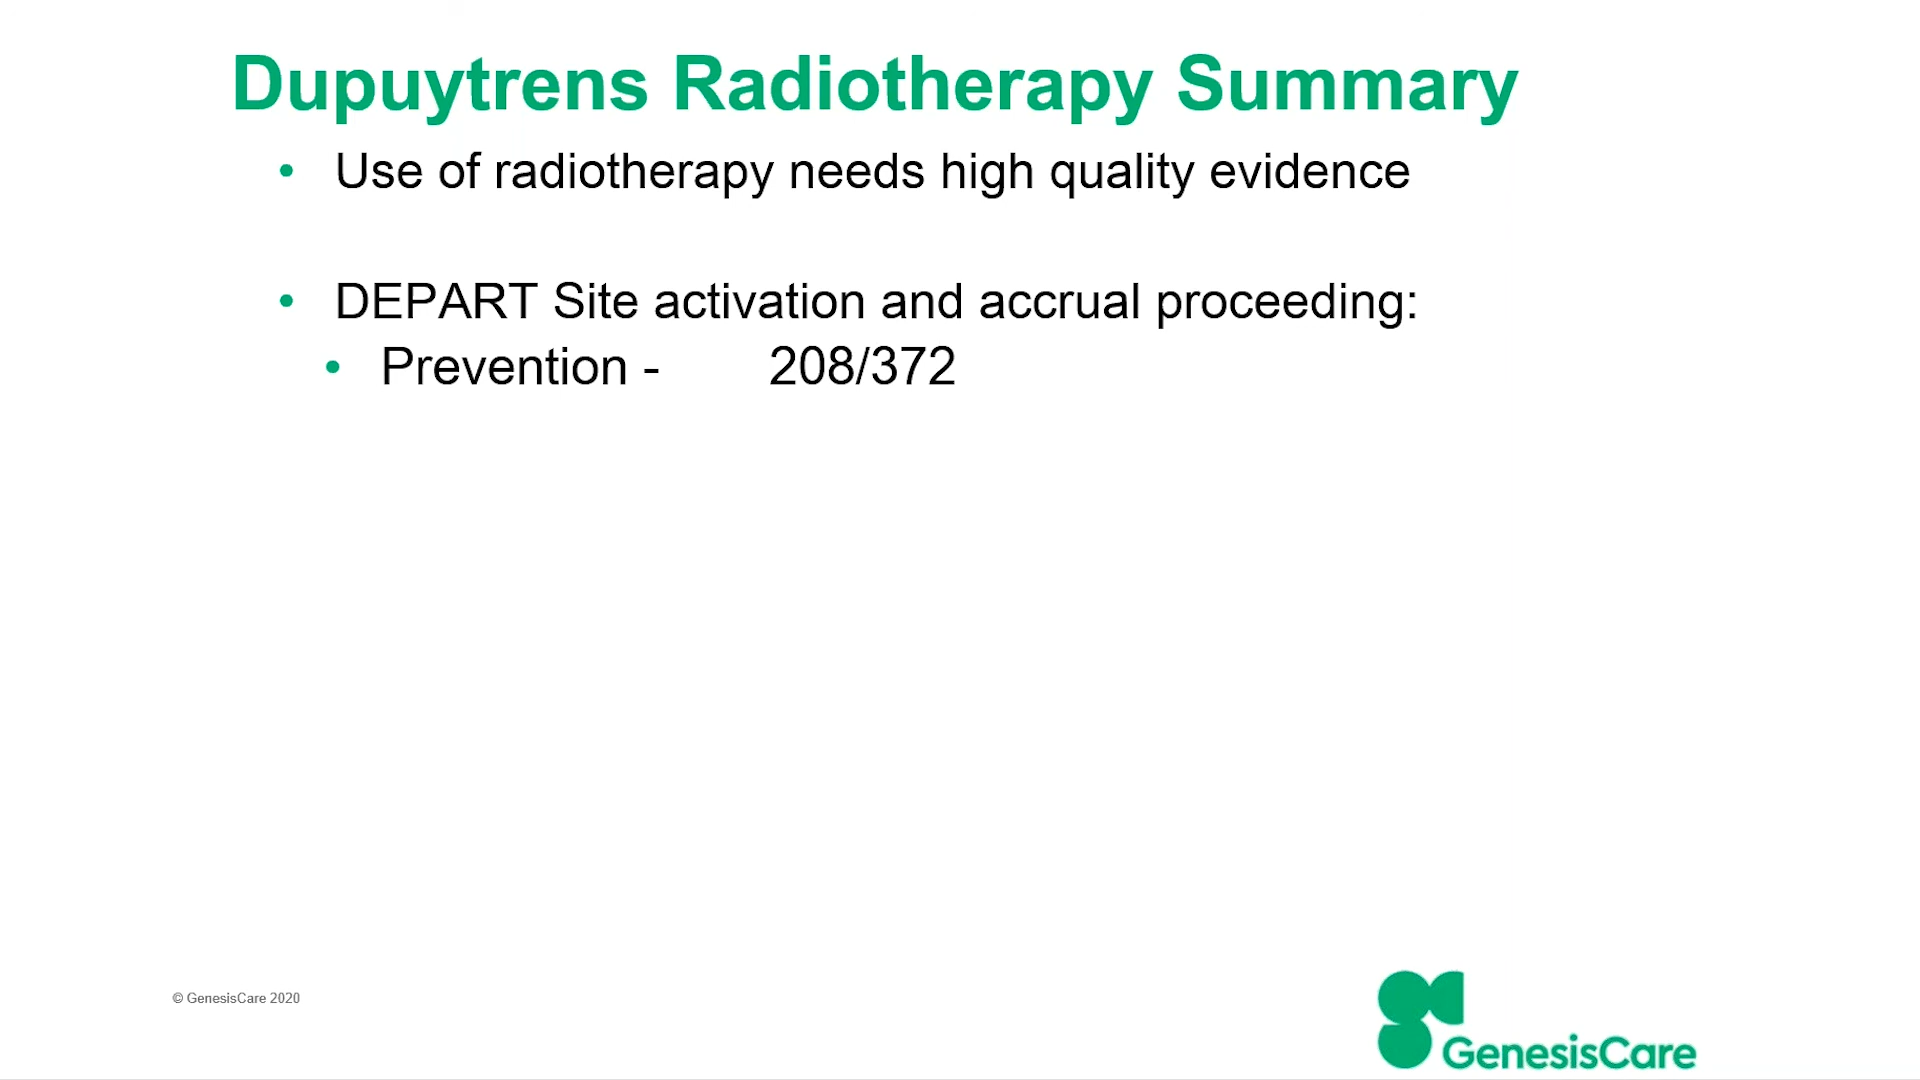 Dupuytrens Radiotherapy Summary
• Use of radiotherapy needs high quality evidence
• DEPART Site activation and accrual proceeding:
• Prevention - 208/372
© GenesisCare 2020
GenesisCare